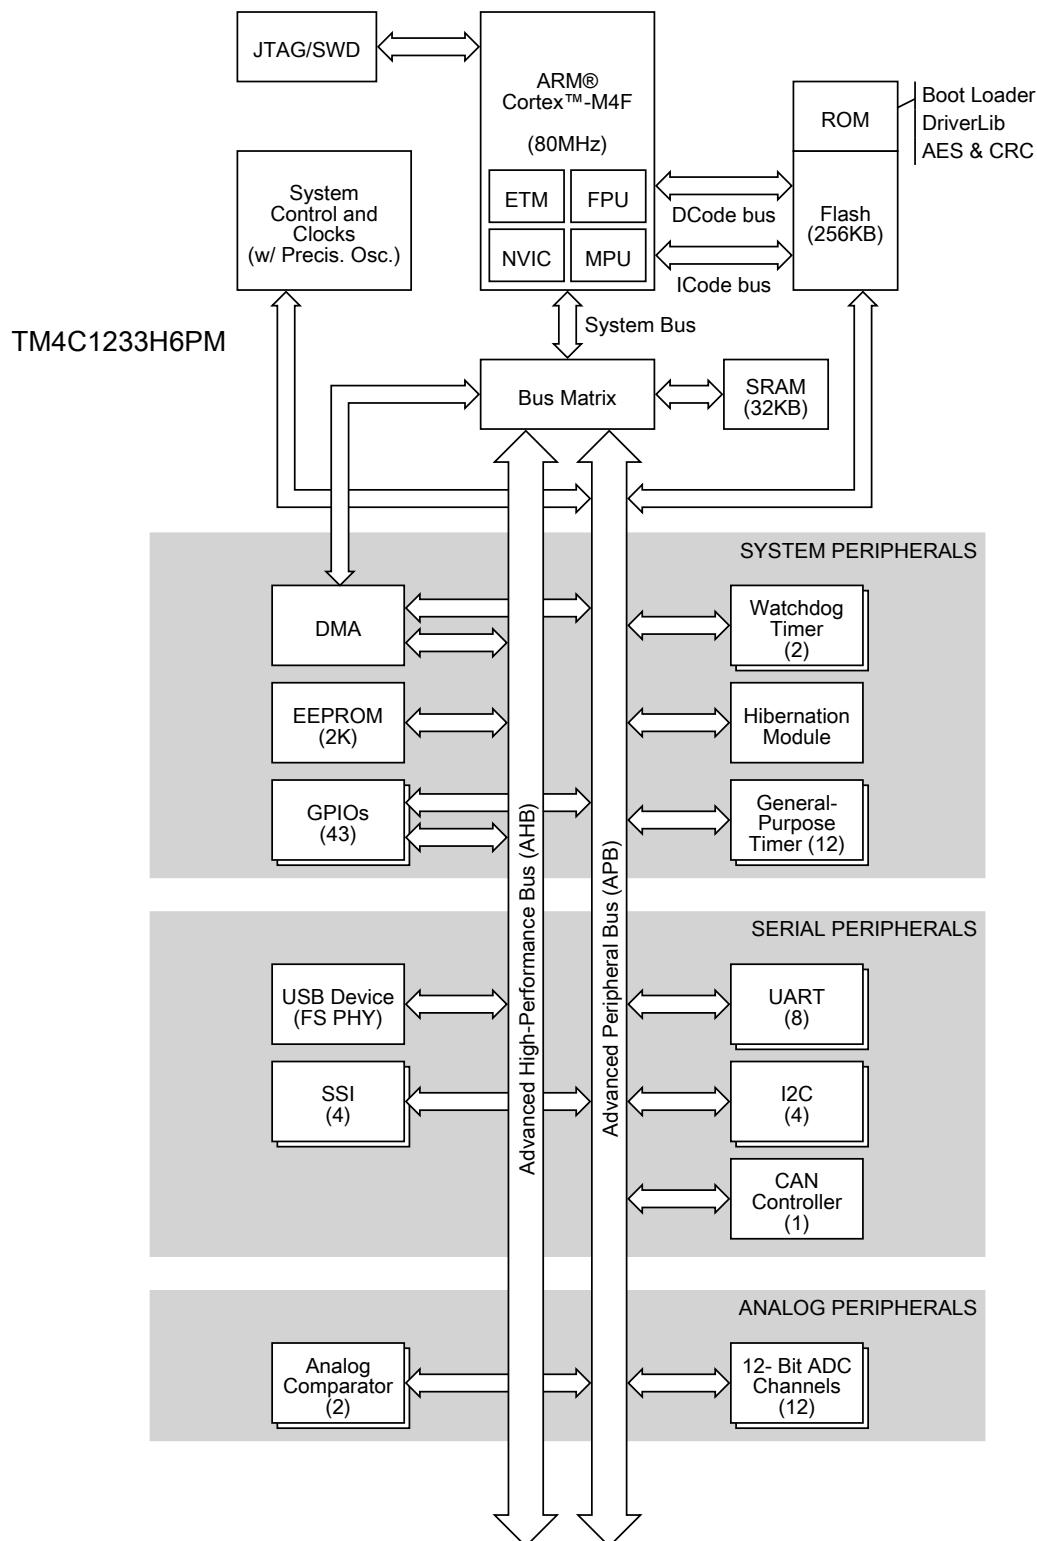 JTAG/SWD
ARM®
Cortex™-M4F
(80MHz)
ETM
FPU
NVIC
MPU
ROM
Boot Loader
DriverLib
AES & CRC
Flash
(256KB)
DCode bus
ICode bus
System
Control and
Clocks
(w/ Precis. Osc.)
TM4C1233H6PM
System Bus
Bus Matrix
SRAM
(32KB)
SYSTEM PERIPHERALS
DMA
Watchdog
Timer
(2)
EEPROM
(2K)
Hibernation
Module
GPIOs
(43)
General-
Purpose
Timer (12)
Advanced High-Performance Bus (AHB)
Advanced Peripheral Bus (APB)
SERIAL PERIPHERALS
USB Device
(FS PHY)
UART
(8)
SSI
(4)
I2C
(4)
CAN
Controller
(1)
ANALOG PERIPHERALS
Analog
Comparator
(2)
12- Bit ADC
Channels
(12)